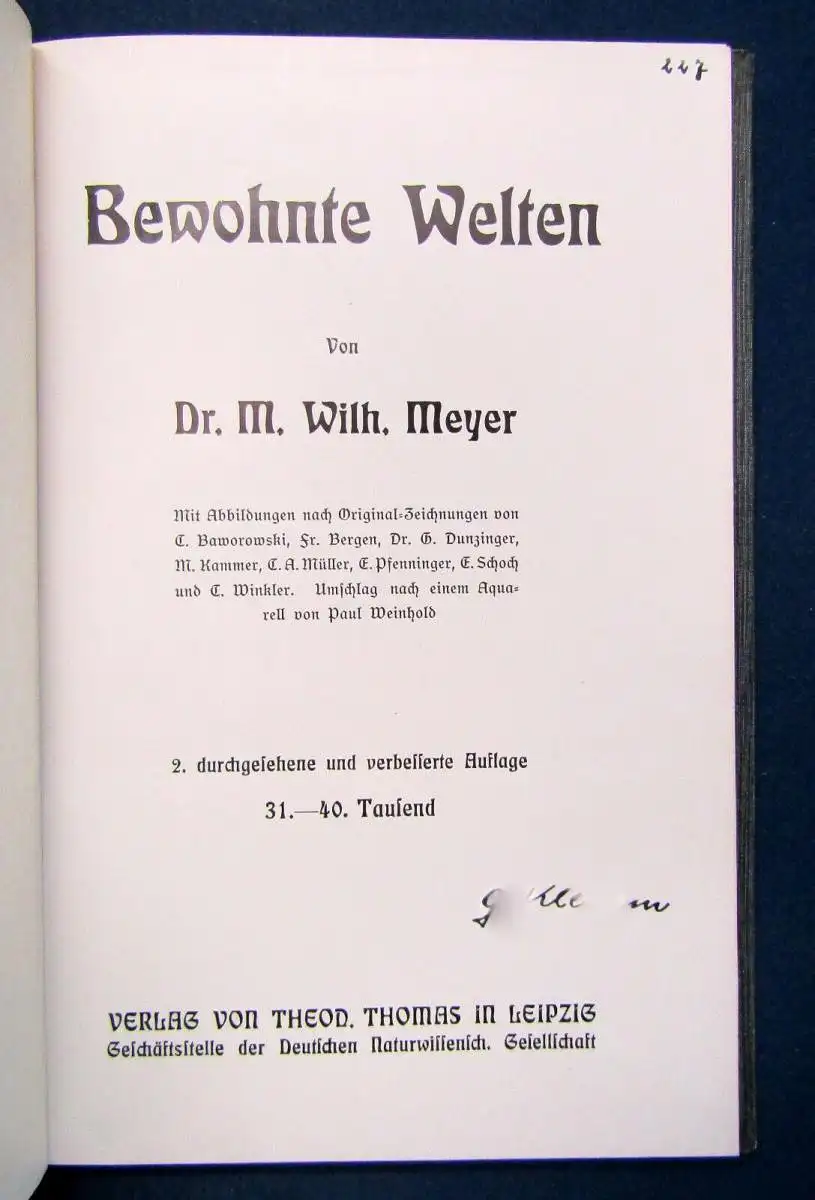 227
Bewohnte Welten
Von
Dr. M. Wilh. Meyer
Mit Abbildungen nach Original-Zeichnungen von
C. Baworowski, Fr. Bergen, Dr. G. Dunzinger,
M. Kammer, C. A. Müller, E. Pfenninger, E. Schoch
und C. Winkler. Umſchlag nach einem Aqua-
rell von Paul Weinhold
2. durchgeſehene und verbeſſerte Auflage
31.—40. Tauſend
VERLAG VON THEOD. THOMAS IN LEIPZIG
Geſchäftsſtelle der Deutſchen Naturwiſſenſch. Geſellſchaft